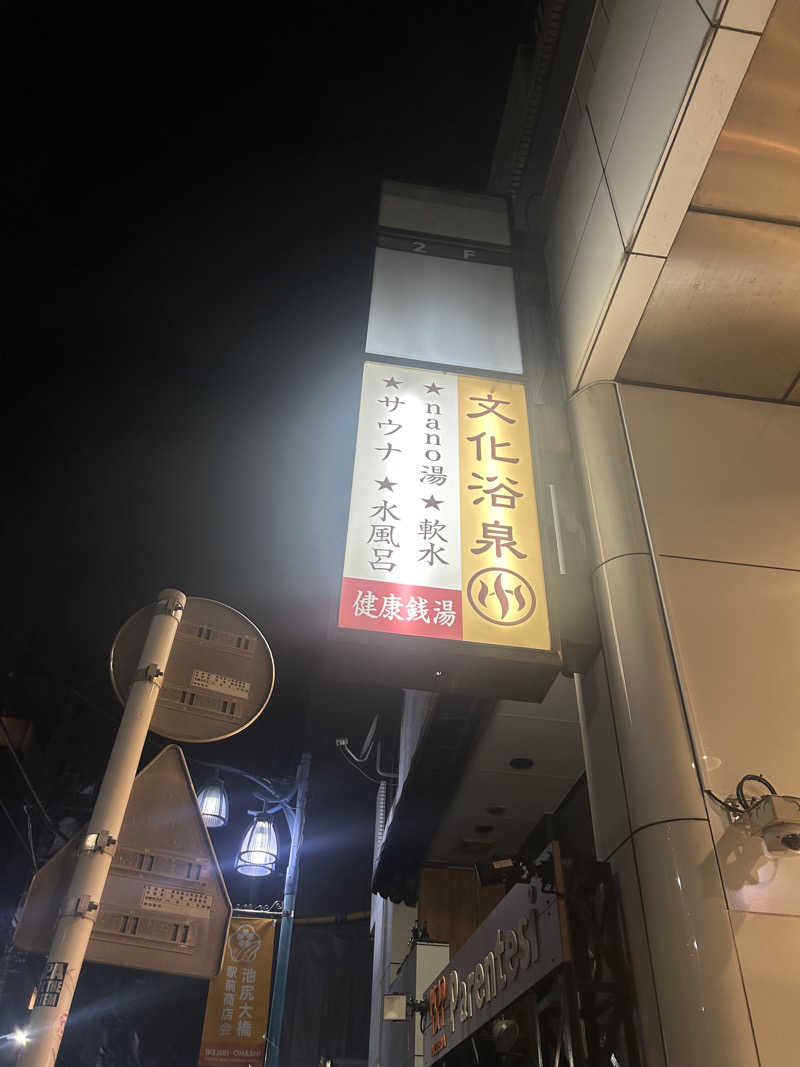 2 F
文化浴泉
★nano湯 ★軟水
★サウナ ★水風呂
健康銭湯
池尻大橋
駅前商店会
IKEJIRI-OHASHI
Parentesi